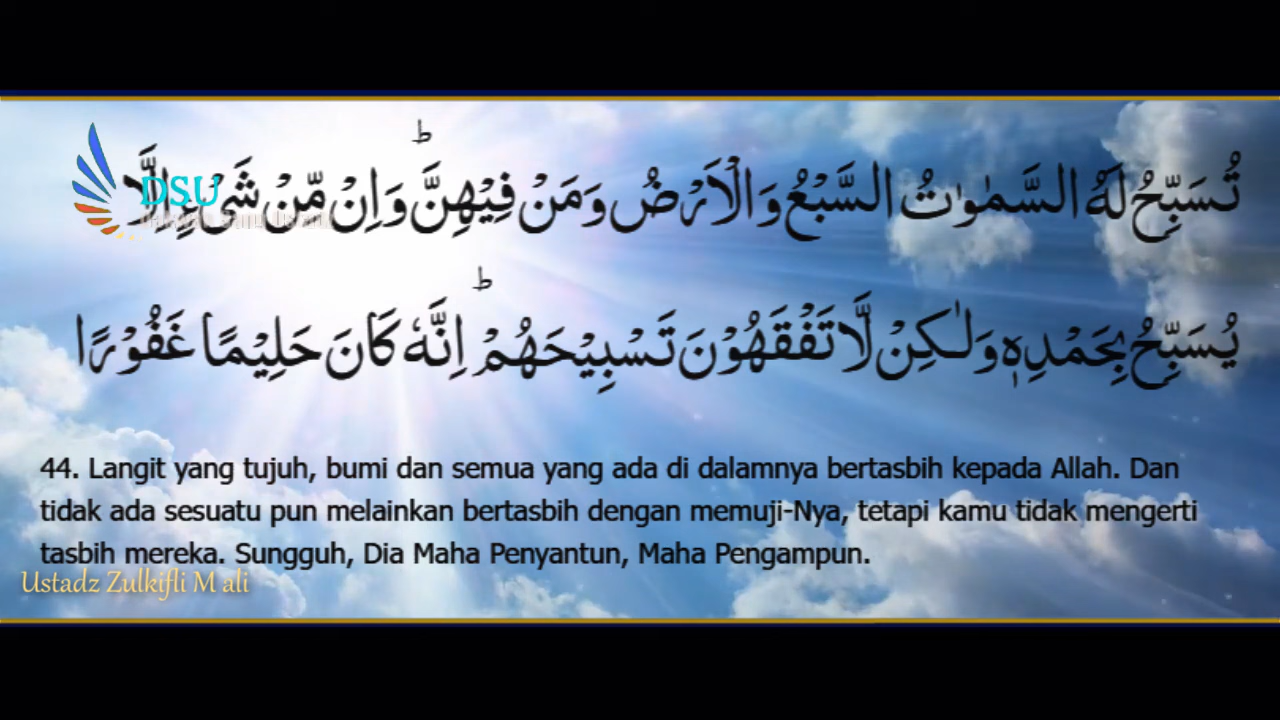 تُسَبِّحُ لَهُ السَّمٰوٰتُ السَّبْعُ وَالْاَرْضُ وَمَنْ فِيْهِنَّ ۗ وَاِنْ مِّنْ شَيْءٍ اِلَّا
DSU
يُسَبِّحُ بِحَمْدِهٖ وَلٰكِنْ لَّا تَفْقَهُوْنَ تَسْبِيْحَهُمْ ۗ اِنَّهٗ كَانَ حَلِيْمًا غَفُوْرًا
44. Langit yang tujuh, bumi dan semua yang ada di dalamnya bertasbih kepada Allah. Dan
tidak ada sesuatu pun melainkan bertasbih dengan memuji-Nya, tetapi kamu tidak mengerti
tasbih mereka. Sungguh, Dia Maha Penyantun, Maha Pengampun.
Ustadz Zulkifli M ali